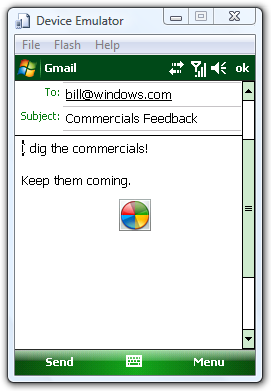 Device Emulator
File Flash Help
Gmail ok
To: bill@windows.com
Subject: Commercials Feedback
I dig the commercials!
Keep them coming.
Send Menu